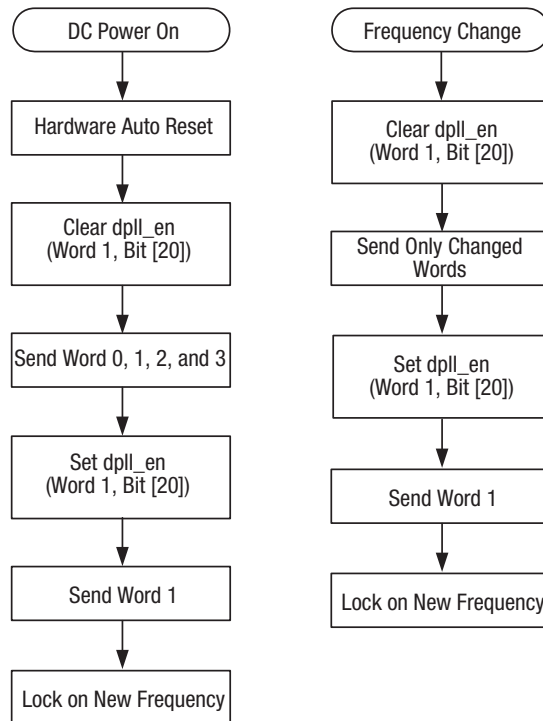 DC Power On
Hardware Auto Reset
Clear dpll_en
(Word 1, Bit [20])
Send Word 0, 1, 2, and 3
Set dpll_en
(Word 1, Bit [20])
Send Word 1
Lock on New Frequency
Frequency Change
Clear dpll_en
(Word 1, Bit [20])
Send Only Changed
Words
Set dpll_en
(Word 1, Bit [20])
Send Word 1
Lock on New Frequency